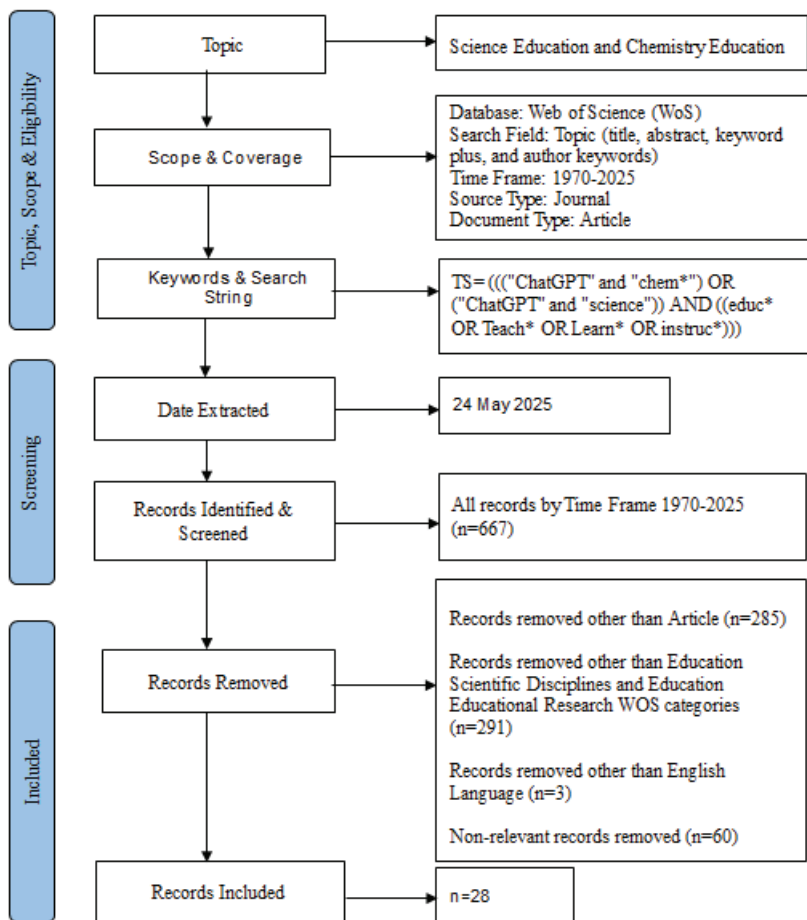 Topic, Scope & Eligibility
Topic
Science Education and Chemistry Education
Scope & Coverage
Database: Web of Science (WoS)
Search Field: Topic (title, abstract, keyword
plus, and author keywords)
Time Frame: 1970-2025
Source Type: Journal
Document Type: Article
Keywords & Search
String
TS= ((("ChatGPT" and "chem*") OR
("ChatGPT" and "science")) AND ((educ*
OR Teach* OR Learn* OR instruc*)))
Screening
Date Extracted
24 May 2025
Records Identified &
Screened
All records by Time Frame 1970-2025
(n=667)
Included
Records Removed
Records removed other than Article (n=285)
Records removed other than Education
Scientific Disciplines and Education
Educational Research WOS categories
(n=291)
Records removed other than English
Language (n=3)
Non-relevant records removed (n=60)
Records Included
n=28